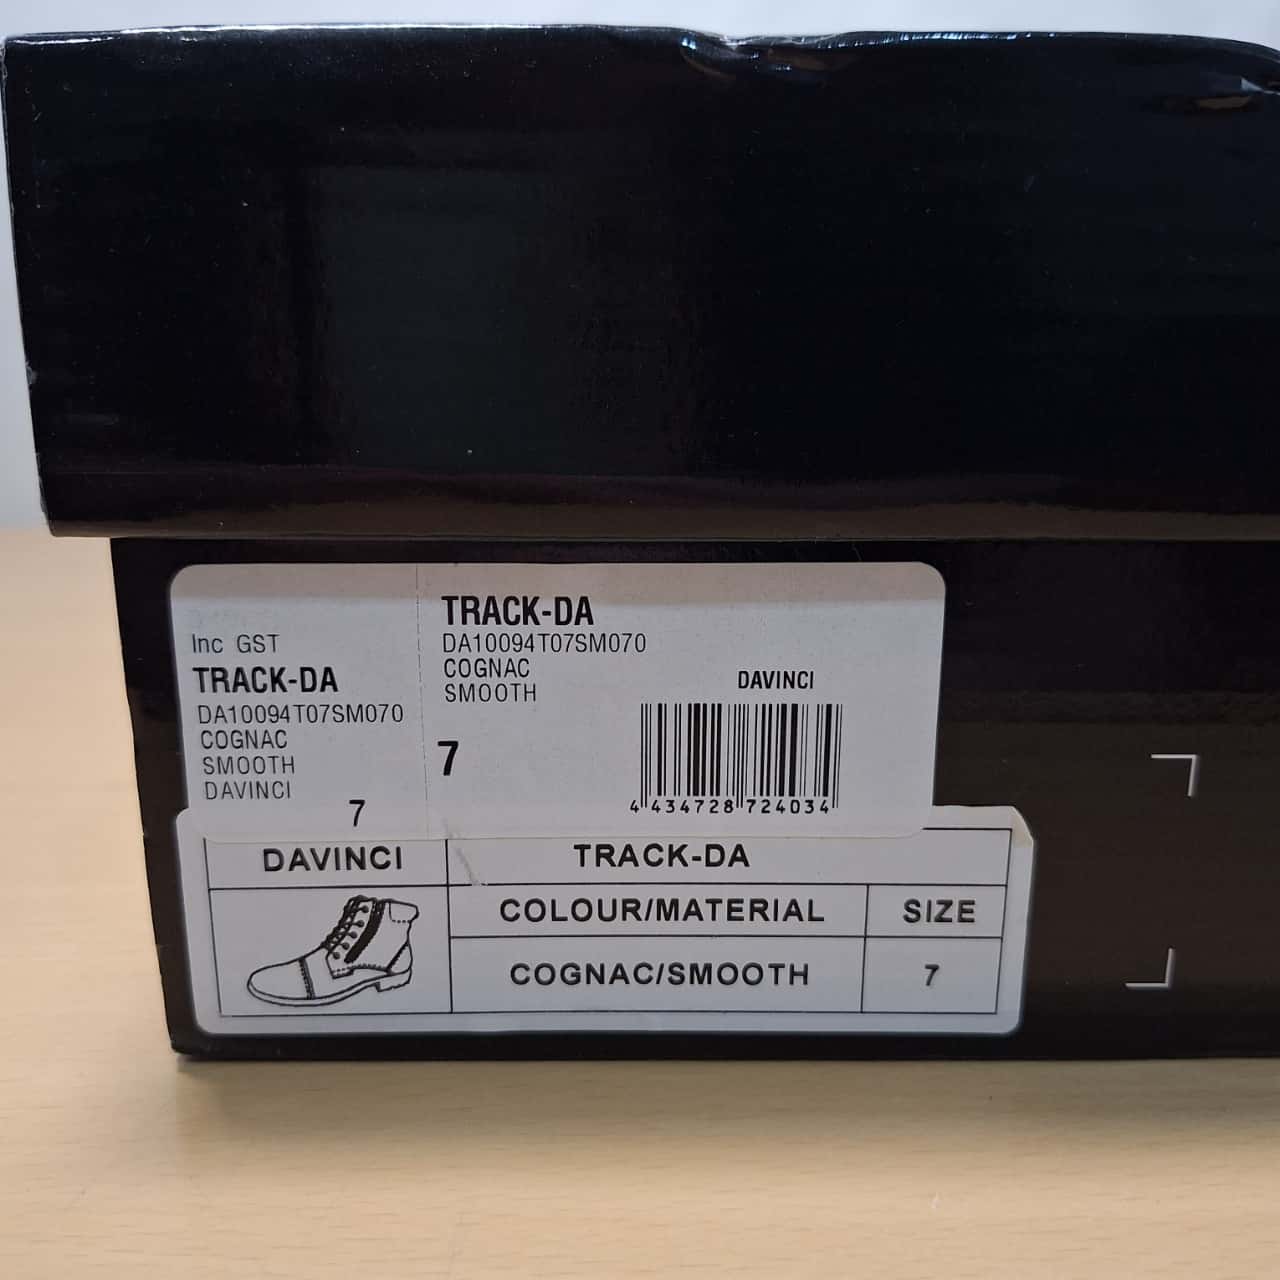 Inc GST
TRACK-DA
DA10094T07SM070
COGNAC
SMOOTH
DAVINCI
7
TRACK-DA
DA10094T07SM070
COGNAC
SMOOTH
7
DAVINCI
4 434728 724034
DAVINCI
TRACK-DA
COLOUR/MATERIAL
SIZE
COGNAC/SMOOTH
7